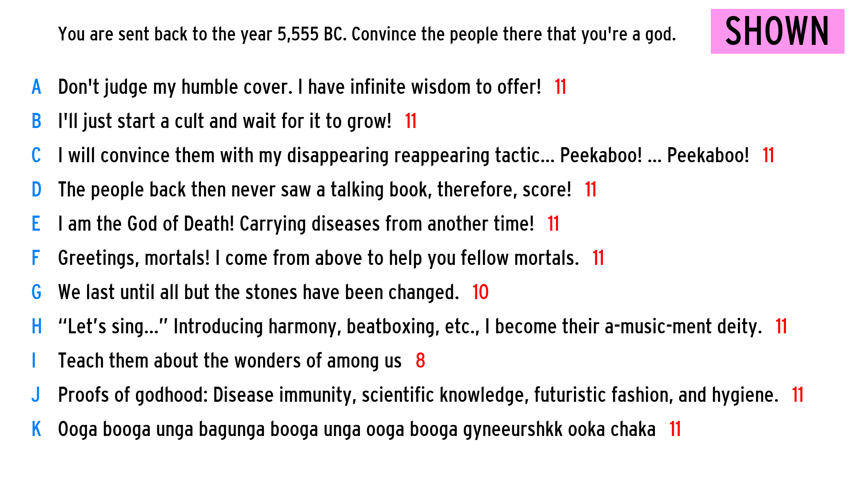 You are sent back to the year 5,555 BC. Convince the people there that you're a god.
SHOWN
A Don't judge my humble cover. I have infinite wisdom to offer! 11
B I'll just start a cult and wait for it to grow! 11
C I will convince them with my disappearing reappearing tactic... Peekaboo! ... Peekaboo! 11
D The people back then never saw a talking book, therefore, score! 11
E I am the God of Death! Carrying diseases from another time! 11
F Greetings, mortals! I come from above to help you fellow mortals. 11
G We last until all but the stones have been changed. 10
H “Let’s sing...” Introducing harmony, beatboxing, etc., I become their a-music-ment deity. 11
I Teach them about the wonders of among us 8
J Proofs of godhood: Disease immunity, scientific knowledge, futuristic fashion, and hygiene. 11
K Ooga booga unga bagunga booga unga ooga booga gyneeurshkk ooka chaka 11